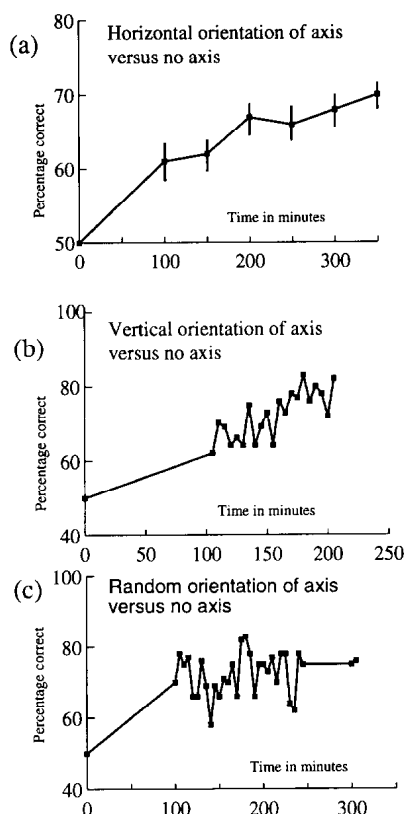 (a)
Horizontal orientation of axis
versus no axis
80
70
60
50
Percentage correct
Time in minutes
0
100
200
300
(b)
Vertical orientation of axis
versus no axis
100
80
60
40
Percentage correct
Time in minutes
0
50
100
150
200
250
(c)
Random orientation of axis
versus no axis
100
80
60
40
Percentage correct
Time in minutes
0
100
200
300